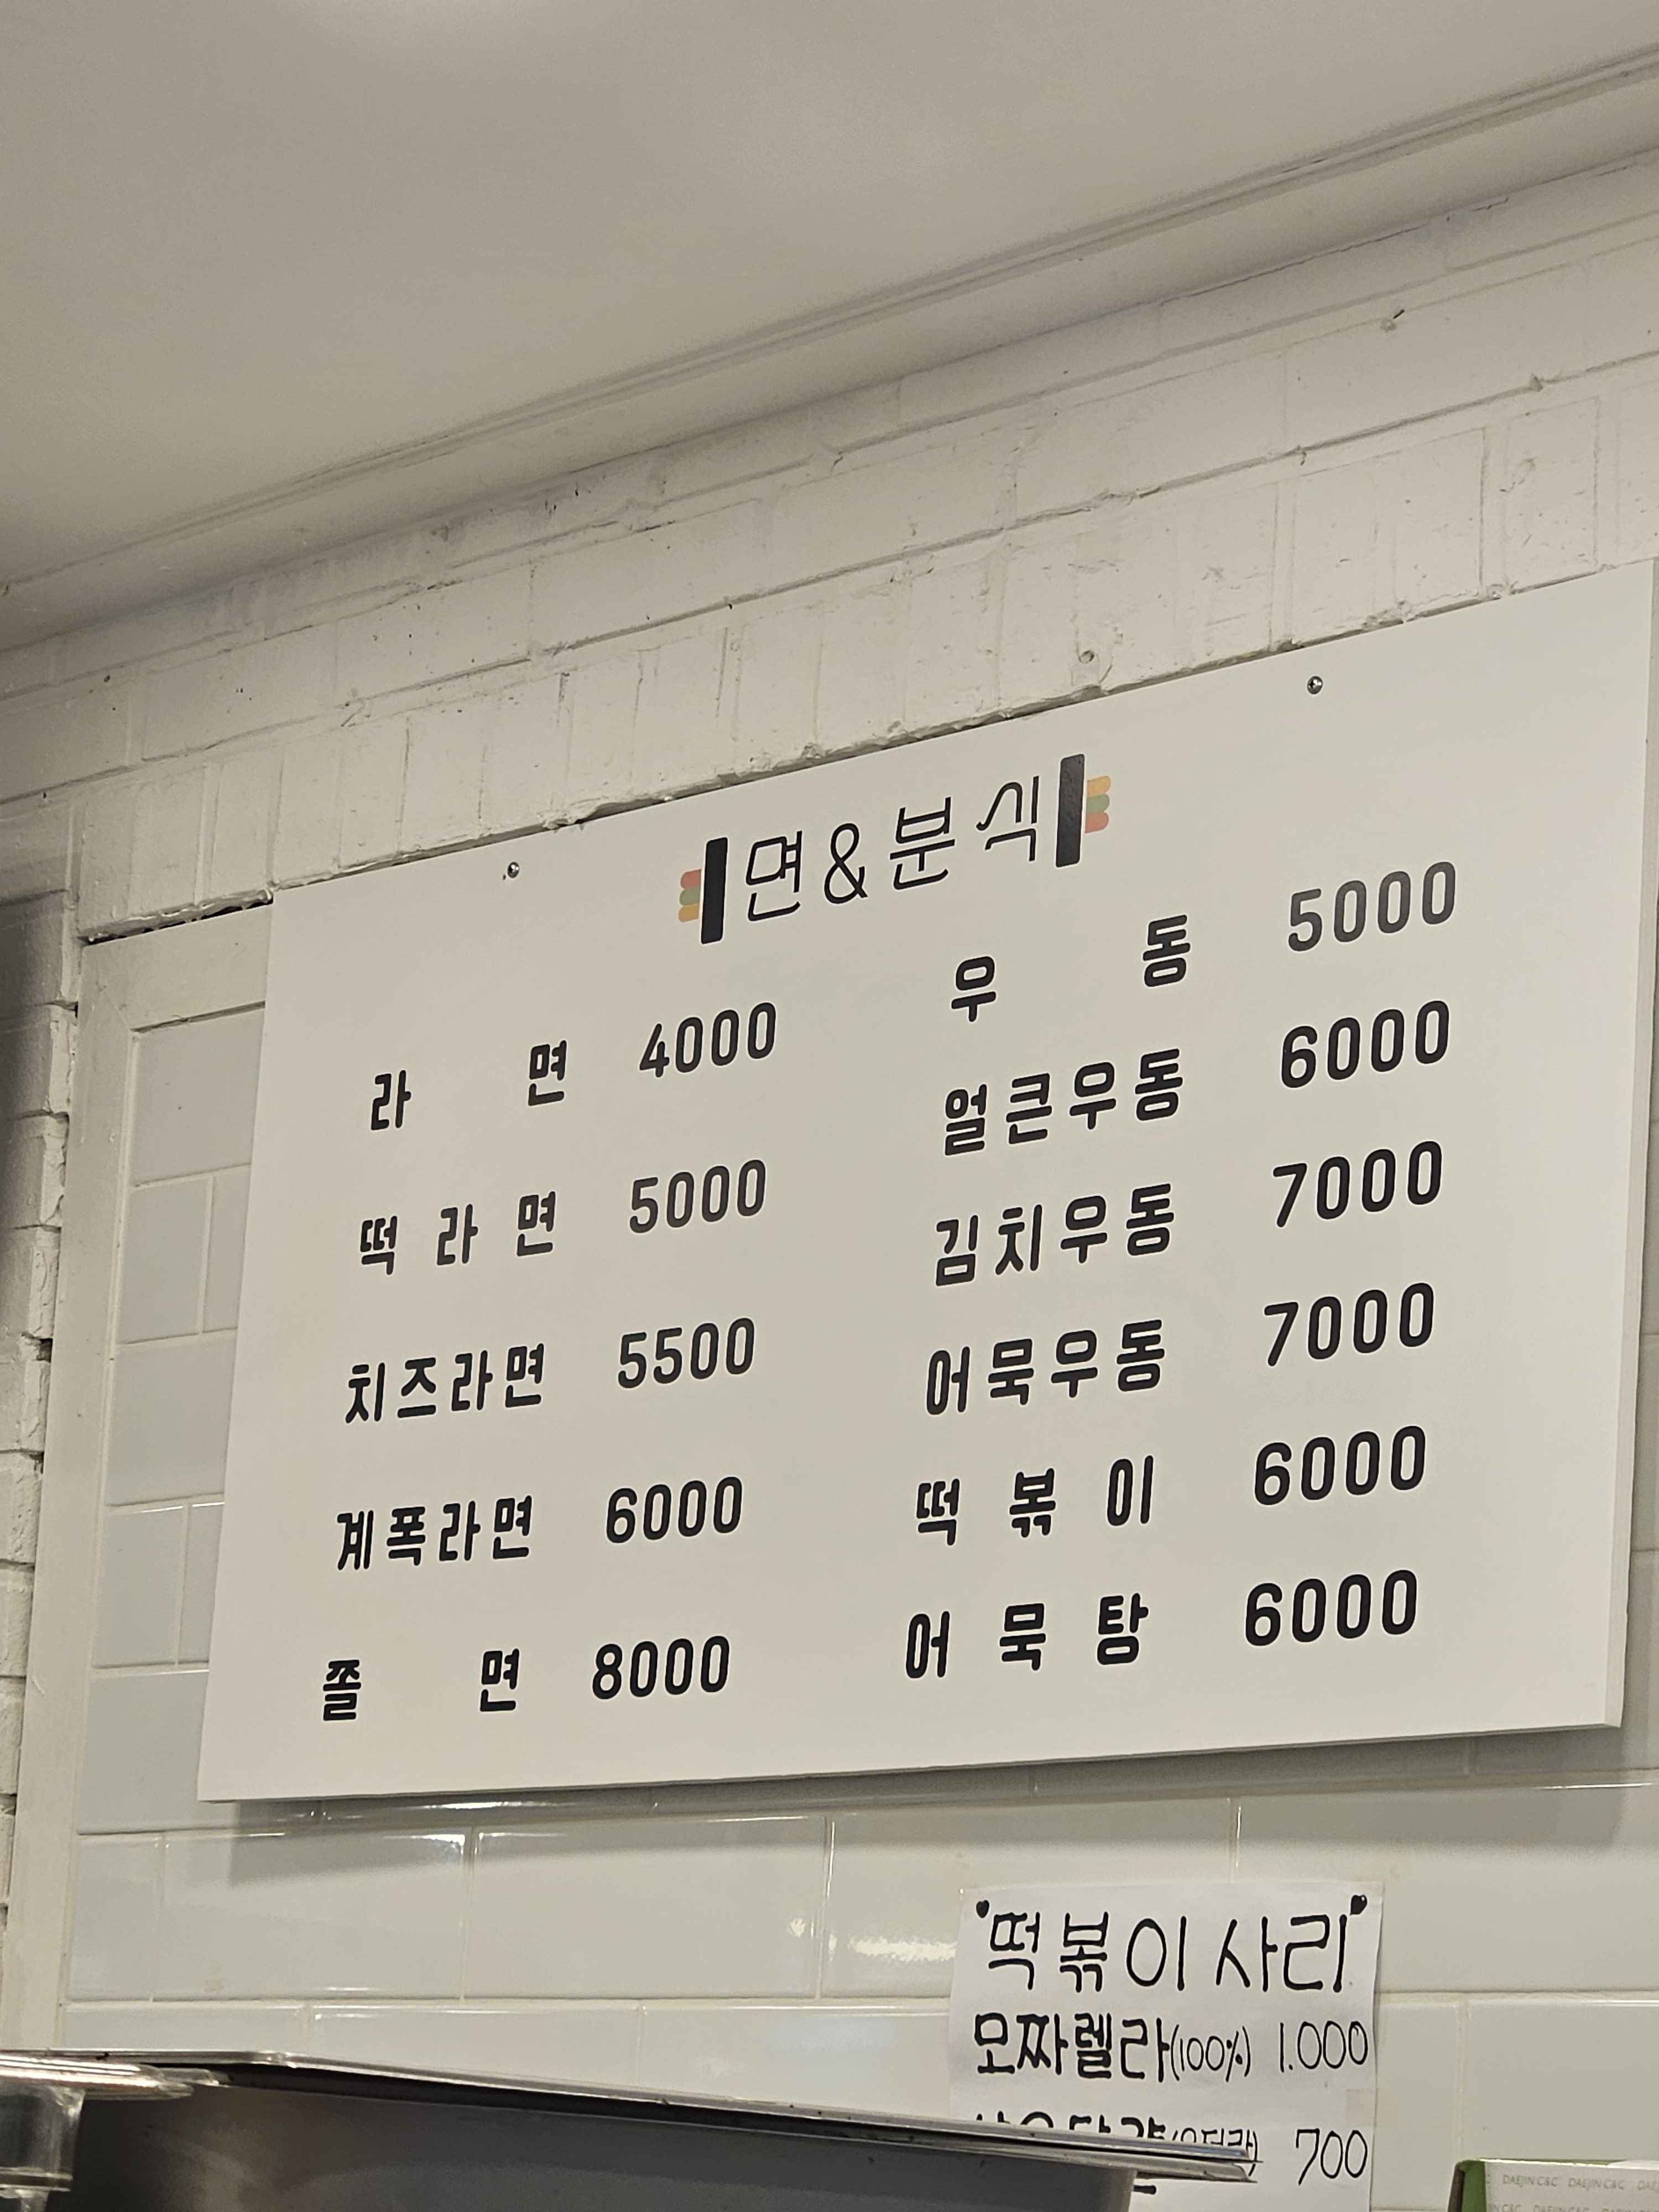 면&분식
라면 4000
떡라면 5000
치즈라면 5500
계폭라면 6000
쫄면 8000
우동 5000
얼큰우동 6000
김치우동 7000
어묵우동 7000
떡볶이 6000
어묵탕 6000
"떡볶이 사리"
모짜렐라(100%) 1.000
700
DAEJIN C&C DAEJIN C&C